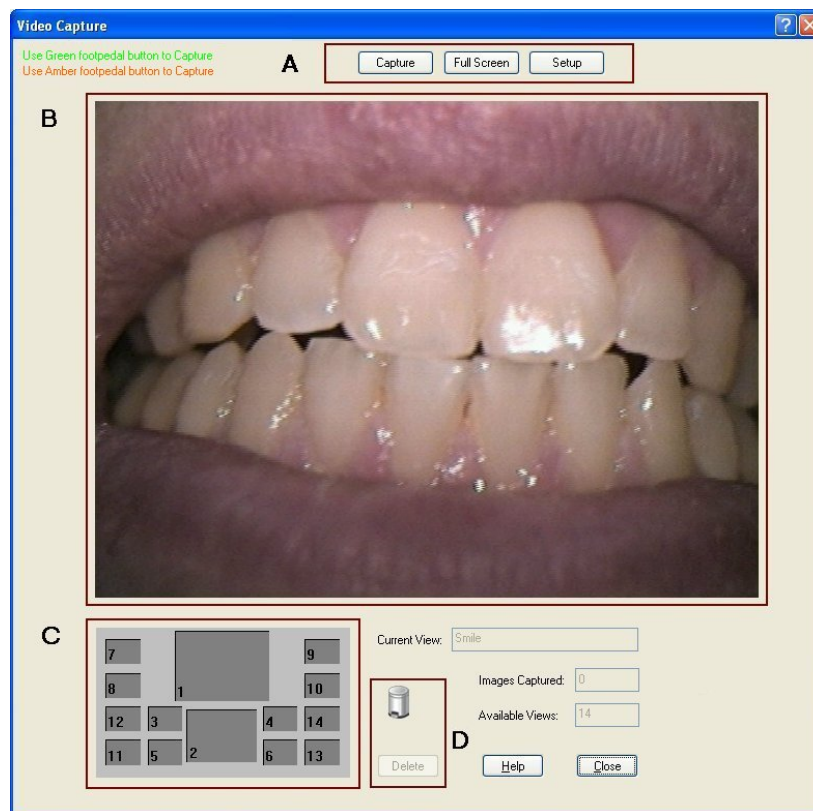 Video Capture
Use Green footpedal button to Capture
Use Amber footpedal button to Capture
A
Capture Full Screen Setup
B
C
Current View: Smile
7 1 9
8 10
Images Captured: 0
12 3 2 4 14
Available Views: 14
11 5 6 13
D
Delete Help Close